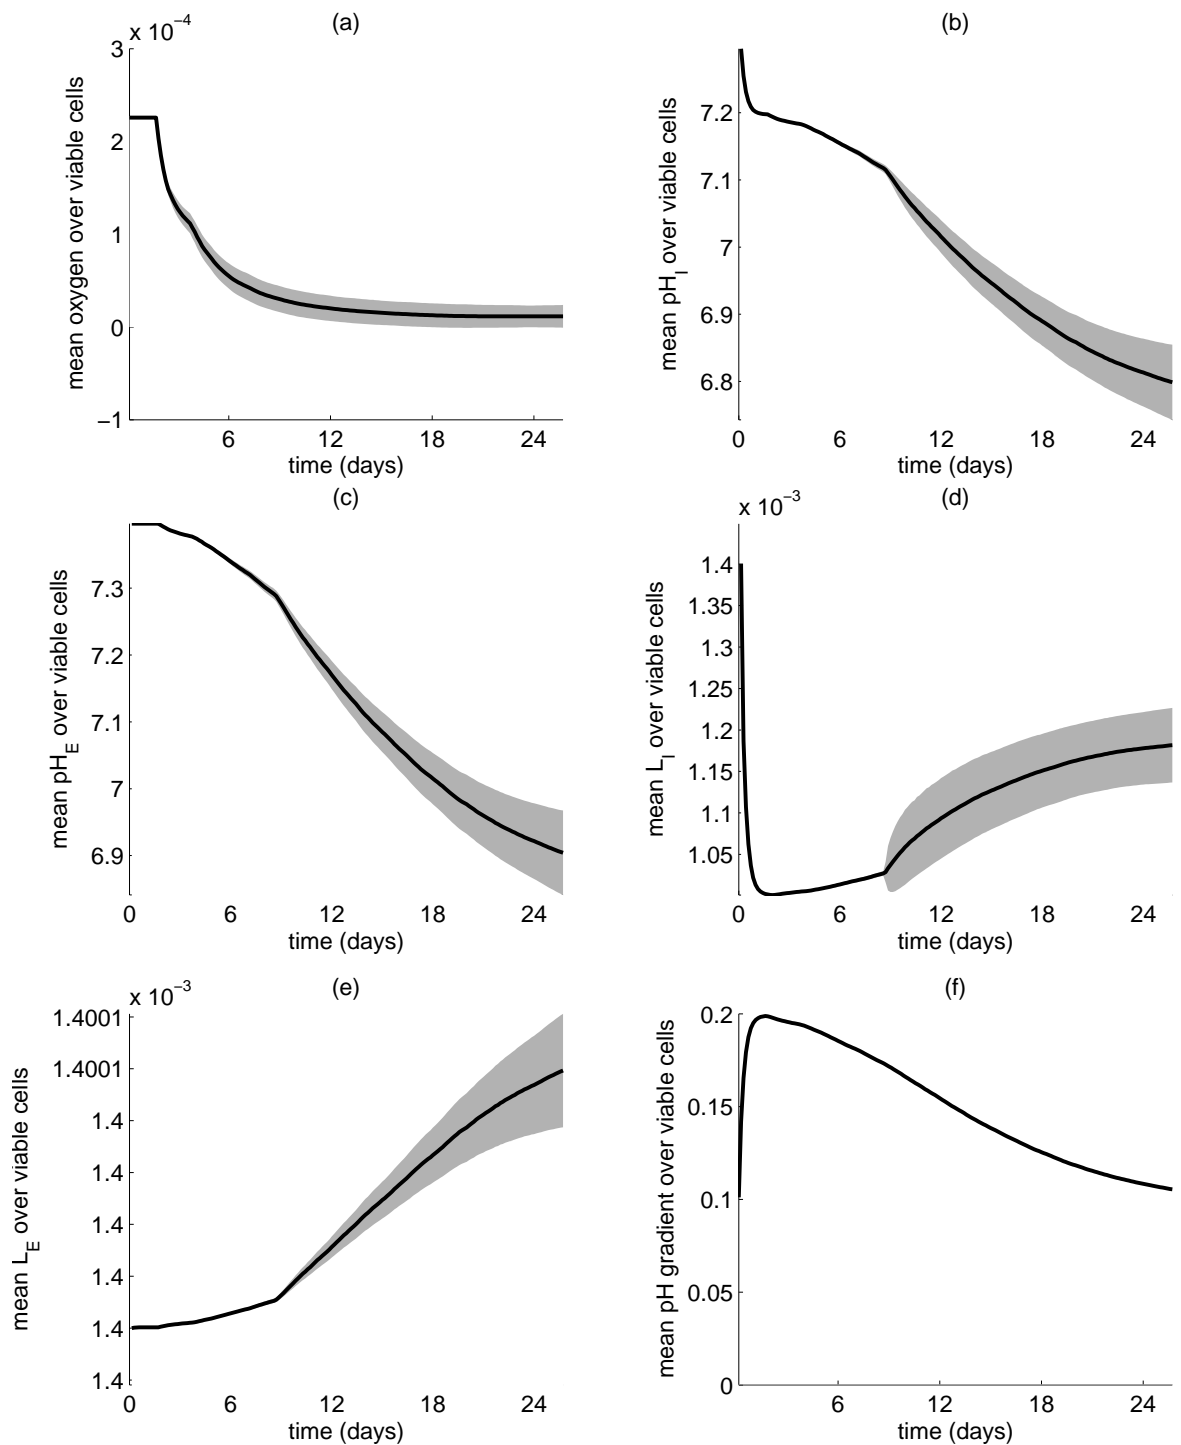 (a)
x 10⁻⁴
3
2
1
0
−1
6 12 18 24
time (days)
mean oxygen over viable cells
(b)
7.2
7.1
7
6.9
6.8
0 6 12 18 24
time (days)
mean pH_I over viable cells
(c)
7.3
7.2
7.1
7
6.9
0 6 12 18 24
time (days)
mean pH_E over viable cells
(d)
x 10⁻³
1.4
1.35
1.3
1.25
1.2
1.15
1.1
1.05
0 6 12 18 24
time (days)
mean L_I over viable cells
(e)
x 10⁻³
1.4001
1.4001
1.4
1.4
1.4
1.4
1.4
1.4
0 6 12 18 24
time (days)
mean L_E over viable cells
(f)
0.2
0.15
0.1
0.05
0
6 12 18 24
time (days)
mean pH gradient over viable cells